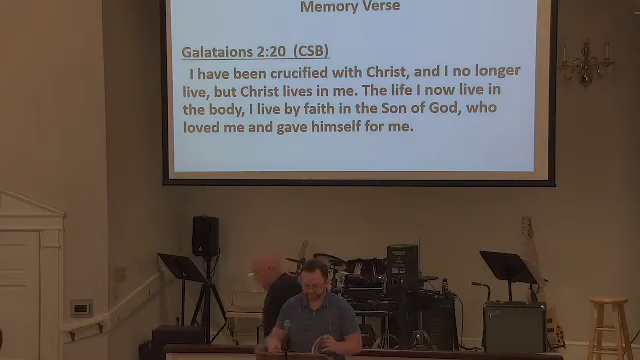 Memory Verse
Galataions 2:20 (CSB)
I have been crucified with Christ, and I no longer
live, but Christ lives in me. The life I now live in
the body, I live by faith in the Son of God, who
loved me and gave himself for me.